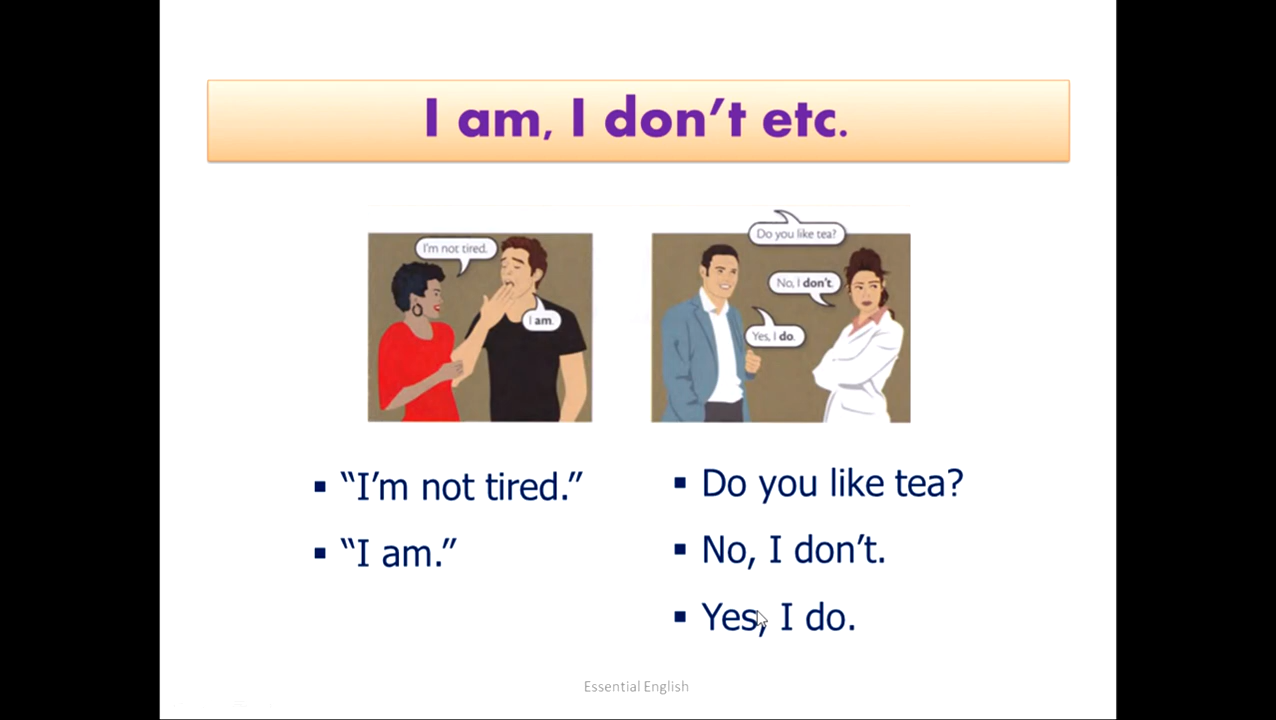 I am, I don't etc.
I'm not tired.
I am.
Do you like tea?
No, I don't.
Yes, I do.
▪ “I'm not tired.”
▪ “I am.”
▪ Do you like tea?
▪ No, I don't.
▪ Yes, I do.
Essential English